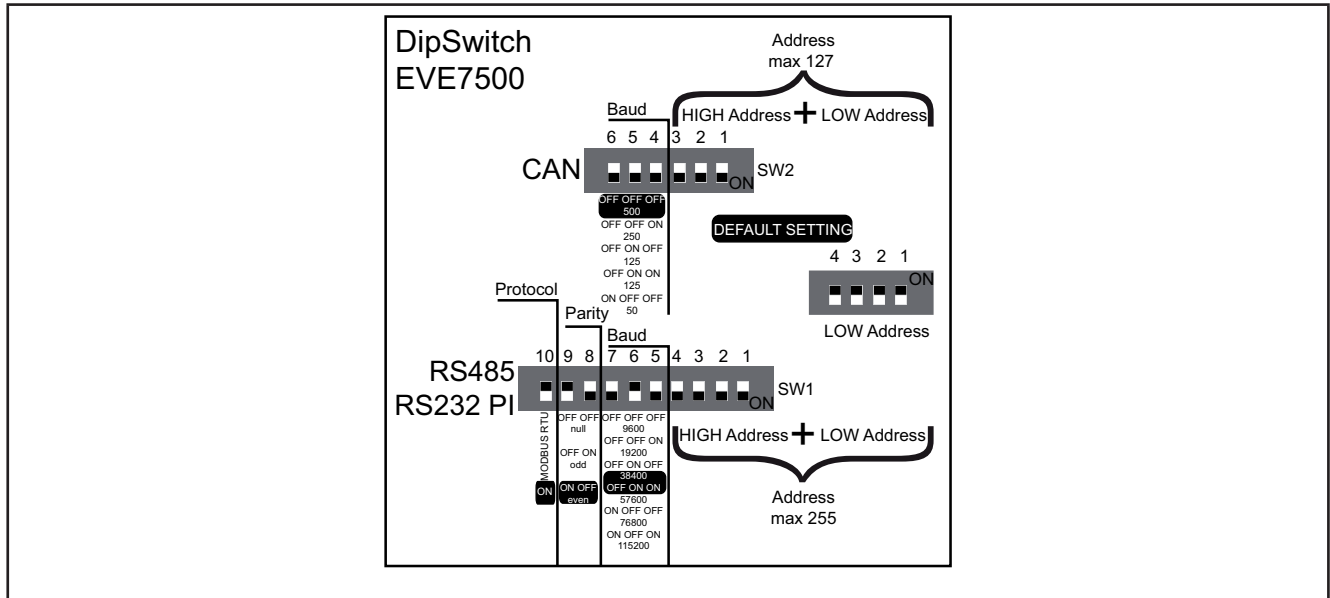 DipSwitch
EVE7500
Address
max 127
HIGH Address + LOW Address
Baud
6 5 4 3 2 1
CAN
ON
SW2
OFF OFF OFF
500
OFF OFF ON
250
OFF ON OFF
125
OFF ON ON
125
ON OFF OFF
50
DEFAULT SETTING
4 3 2 1
ON
LOW Address
Protocol
Parity
Baud
10 9 8 7 6 5 4 3 2 1
RS485
RS232 PI
ON
SW1
MODBUS RTU
ON
OFF OFF
null
OFF ON
odd
ON OFF
even
OFF OFF OFF
9600
OFF OFF ON
19200
OFF ON OFF
38400
OFF ON ON
57600
ON OFF OFF
76800
ON OFF ON
115200
HIGH Address + LOW Address
Address
max 255